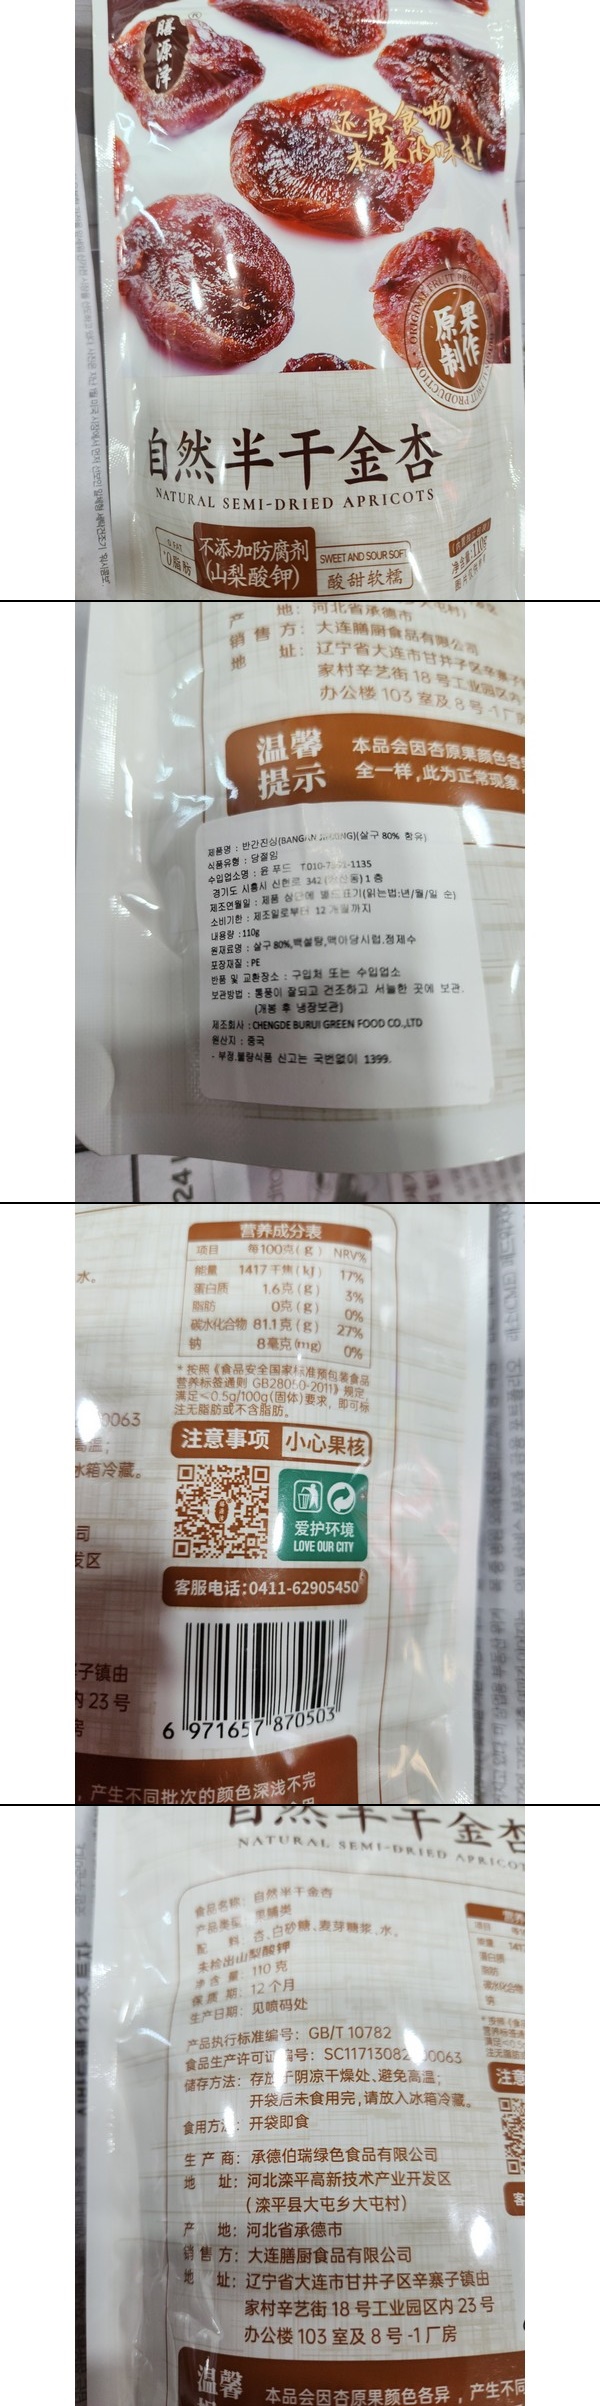 膳源泽
还原食物
本来的味道!
ORIGINAL FRUIT PRODUCTION
原果
制作
自然半干金杏
NATURAL SEMI-DRIED APRICOTS
0 FAT
*0脂肪
不添加防腐剂
(山梨酸钾)
SWEET AND SOUR SOFT
酸甜软糯
净含量:110g
产 地: 河北省承德市
销 售 方: 大连膳厨食品有限公司
地 址: 辽宁省大连市甘井子区辛寨子
家村辛艺街 18 号工业园区内
办公楼 103 室及 8 号 -1 厂房
温馨
提示
本品会因杏原果颜色各
全一样,此为正常现象,
제품명 : 반간진싱(BANGAN (살구 80% 함유)
식품유형 : 당절임
수입업소명 : 윤 푸드
경기도 시흥시 신현로 342 1 층
제조연월일 : 제품 상단에 별도표기(읽는법:년/월/일 순)
소비기한 : 제조일로부터 12 개월까지
내용량 : 110g
원재료명 : 살구 80%,백설탕,맥아당시럽,정제수
포장재질 : PE
반품 및 교환장소 : 구입처 또는 수입업소
보관방법 : 통풍이 잘되고 건조하고 서늘한 곳에 보관.
(개봉 후 냉장보관)
제조회사 : CHENGDE BURUI GREEN FOOD CO.,LTD
원산지 : 중국
- 부정.불량식품 신고는 국번없이 1399.
24
营养成分表
项目 每100克(g) NRV%
能量 1417千焦(kJ) 17%
蛋白质 1.6克(g) 3%
脂肪 0克(g) 0%
碳水化合物 81.1克(g) 27%
钠 8毫克(mg) 0%
* 按照《食品安全国家标准预包装食品
营养标签通则 GB28050-2011》规定,
满足≤0.5g/100g(固体)要求,即可标
注无脂肪或不含脂肪。
水。
0063
高温;
水箱冷藏。
注意事项 小心果核
爱护环境
LOVE OUR CITY
客服电话:0411-62905450
司
发区
子镇由
内 23 号
房
6 971657 870503
,产生不同批次的颜色深浅不完
自然半干金杏
NATURAL SEMI-DRIED APRICOT
食品名称: 自然半干金杏
产品类型: 果脯类
配 料: 杏、白砂糖、麦芽糖浆、水。
未检出山梨酸钾
净 含 量: 110 克
保 质 期: 12 个月
生产日期: 见喷码处
产品执行标准编号: GB/T 10782
食品生产许可证编号: SC11713082 00063
储存方法: 存放于阴凉干燥处、避免高温;
开袋后未食用完,请放入冰箱冷藏。
食用方法: 开袋即食
生 产 商: 承德伯瑞绿色食品有限公司
地 址: 河北滦平高新技术产业开发区
(滦平县大屯乡大屯村)
产 地: 河北省承德市
销 售 方: 大连膳厨食品有限公司
地 址: 辽宁省大连市甘井子区辛寨子镇由
家村辛艺街 18 号工业园区内 23 号
办公楼 103 室及 8 号 -1 厂房
温馨
本品会因杏原果颜色各异,产生不同